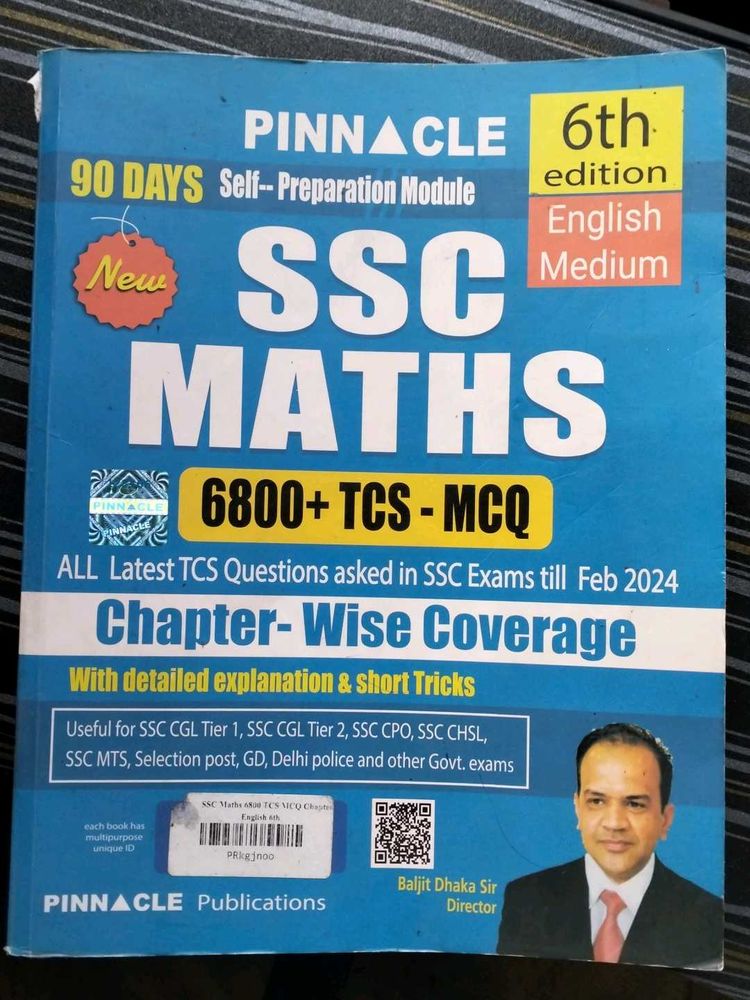 PINNACLE
6th
edition
English
Medium
90 DAYS Self-- Preparation Module
New
SSC
MATHS
PINNACLE
PINNACLE
6800+ TCS - MCQ
ALL Latest TCS Questions asked in SSC Exams till Feb 2024
Chapter- Wise Coverage
With detailed explanation & short Tricks
Useful for SSC CGL Tier 1, SSC CGL Tier 2, SSC CPO, SSC CHSL,
SSC MTS, Selection post, GD, Delhi police and other Govt. exams
each book has
multipurpose
unique ID
SSC Maths 6800 TCS MCQ Chapter
English 6th
PRkgjnoo
Baljit Dhaka Sir
Director
PINNACLE Publications